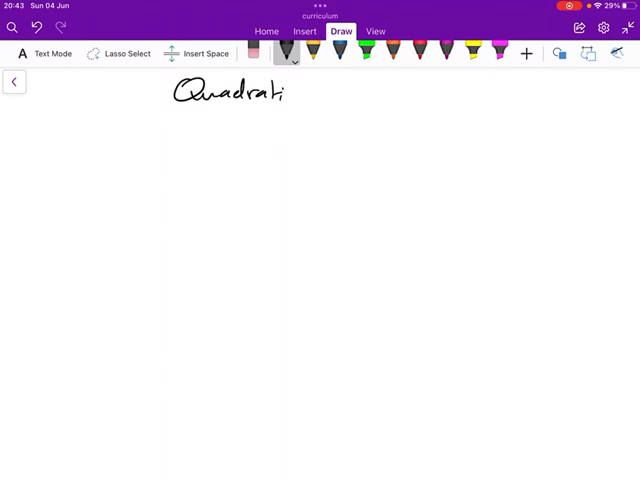 20:43 Sun 04 Jun 29%
curriculum
Home Insert Draw View
A Text Mode Lasso Select Insert Space
Quadrati